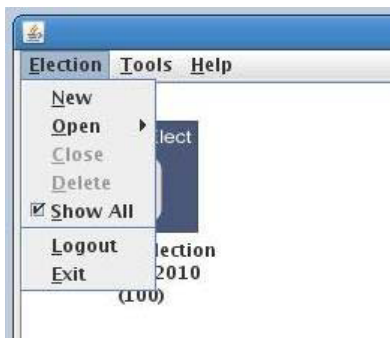 Election Tools Help
New
Open
lect
Close
Delete
Show All
Logout
lection
Exit
2010
(100)